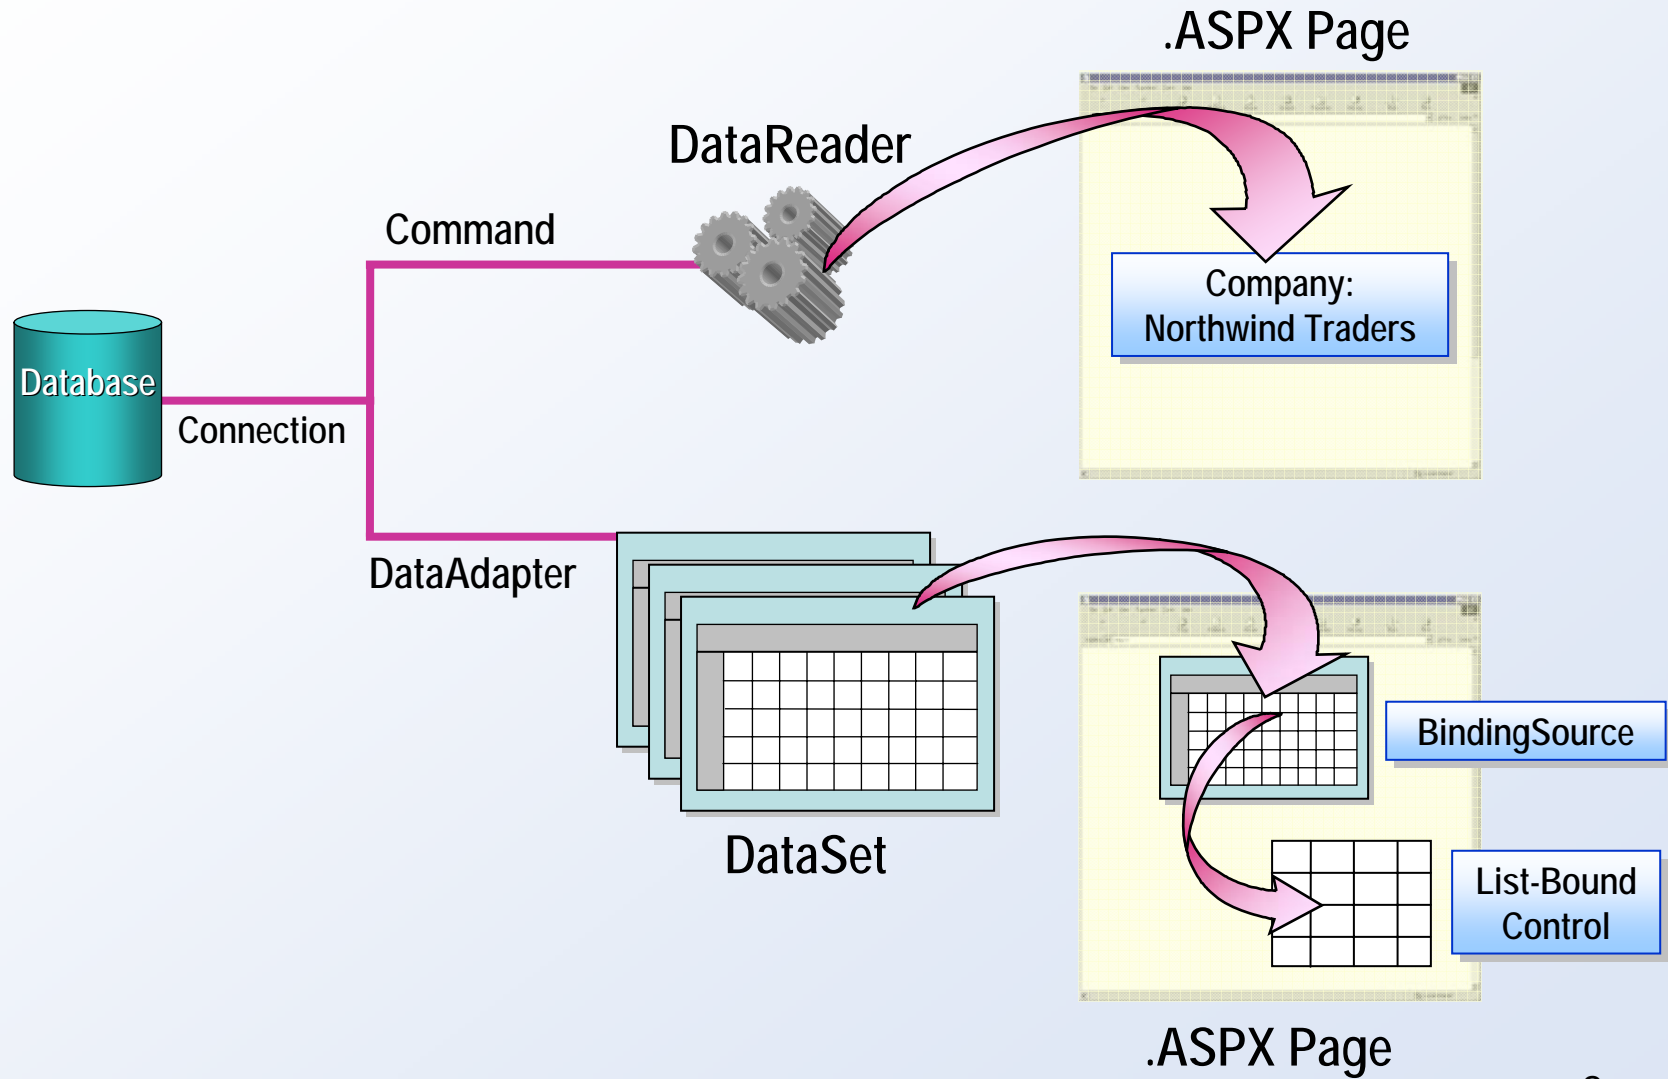 .ASPX Page
DataReader
Command
Company:
Northwind Traders
Database
Connection
DataAdapter
BindingSource
DataSet
List-Bound
Control
.ASPX Page